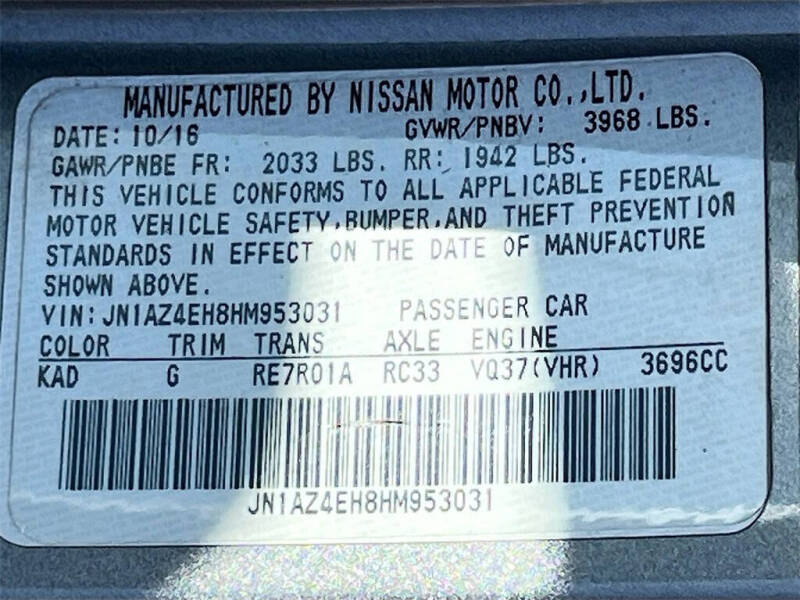 MANUFACTURED BY NISSAN MOTOR CO.,LTD.
DATE: 10/16 GVWR/PNBV: 3968 LBS.
GAWR/PNBE FR: 2033 LBS. RR: 1942 LBS.
THIS VEHICLE CONFORMS TO ALL APPLICABLE FEDERAL
MOTOR VEHICLE SAFETY,BUMPER,AND THEFT PREVENTION
STANDARDS IN EFFECT ON THE DATE OF MANUFACTURE
SHOWN ABOVE.
VIN: JN1AZ4EH8HM953031 PASSENGER CAR
COLOR TRIM TRANS AXLE ENGINE
KAD G RE7R01A RC33 VQ37(VHR) 3696CC
JN1AZ4EH8HM953031